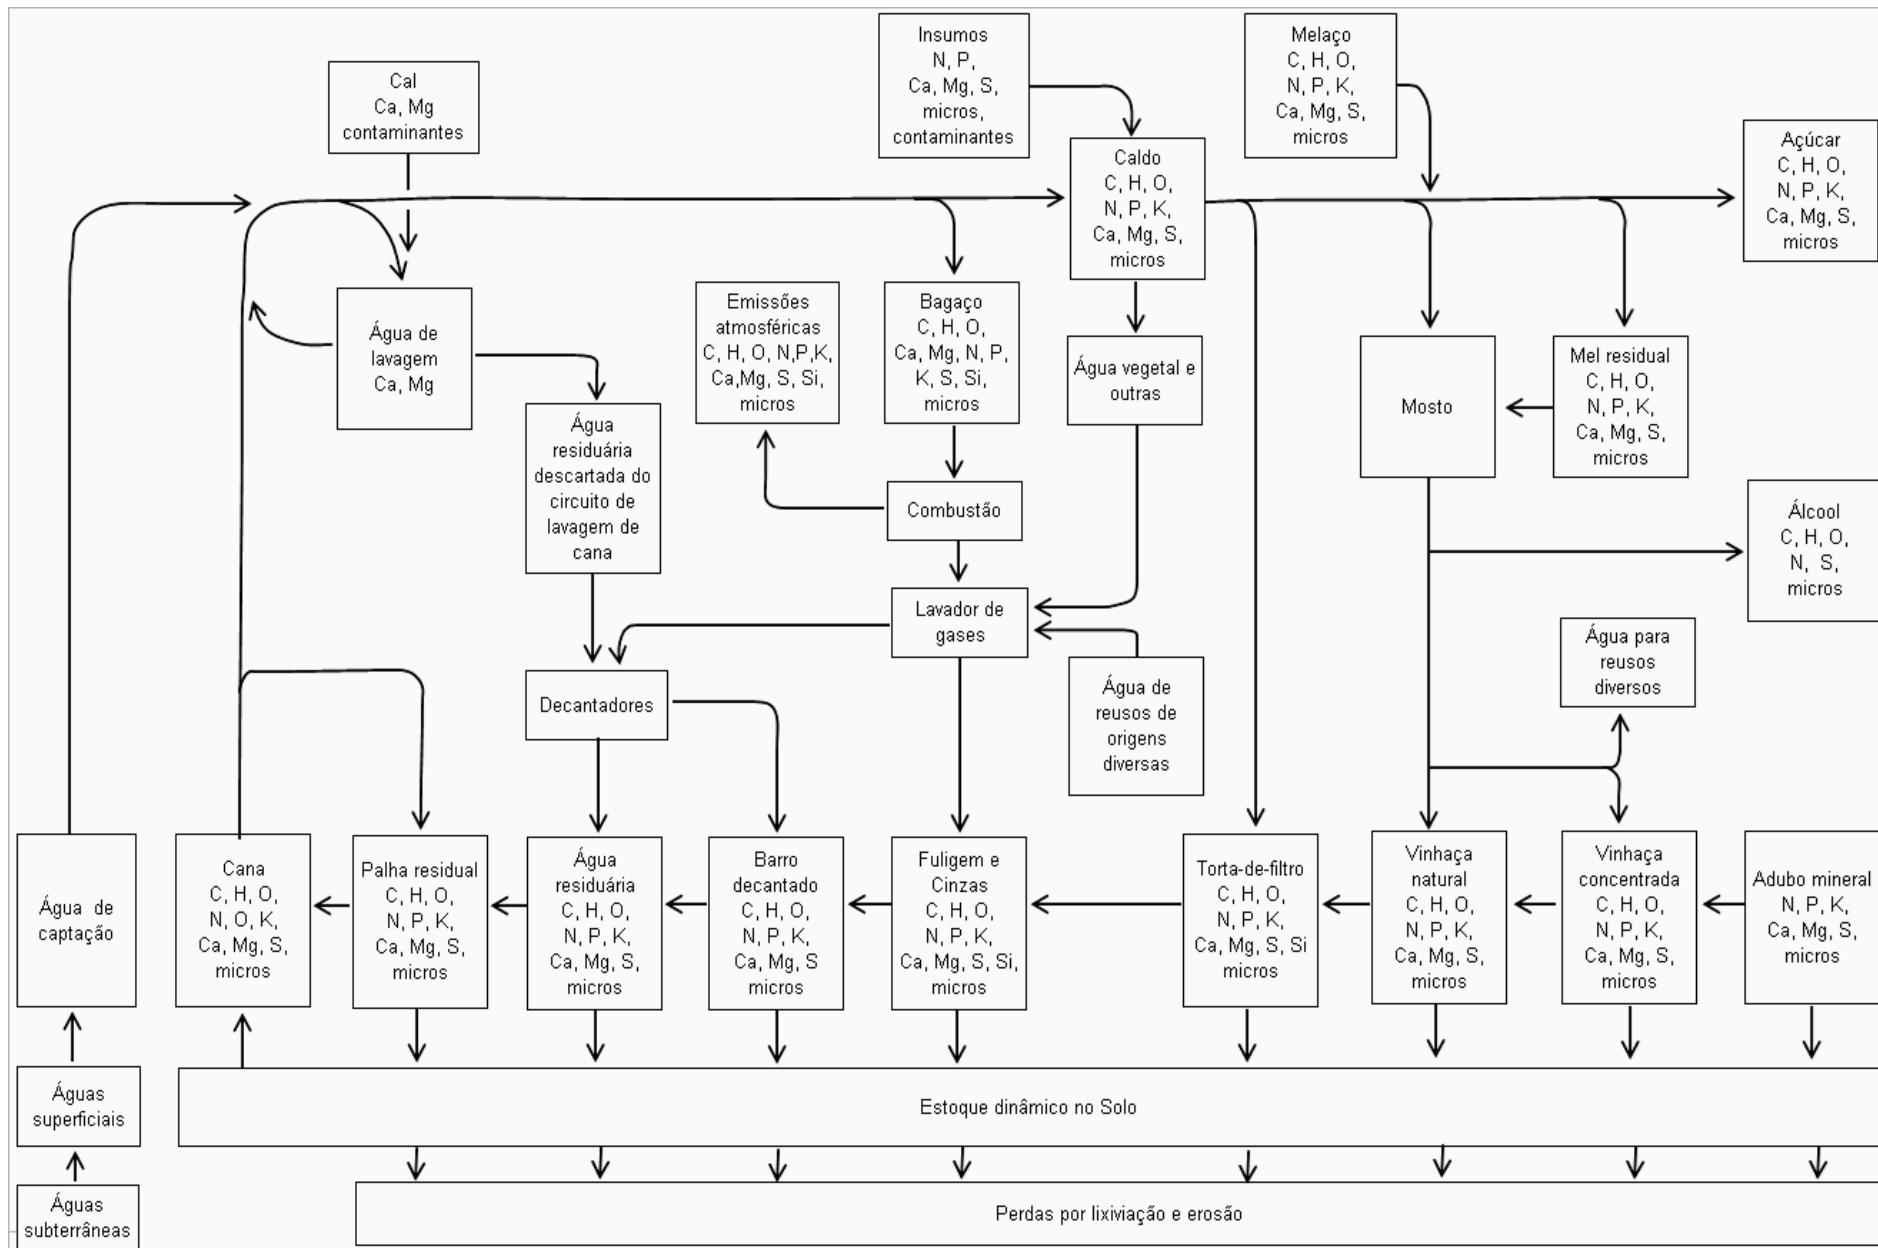 Insumos
N, P,
Ca, Mg, S,
micros,
contaminantes
Melaço
C, H, O,
N, P, K,
Ca, Mg, S,
micros
Cal
Ca, Mg
contaminantes
Açúcar
C, H, O,
N, P, K,
Ca, Mg, S,
micros
Caldo
C, H, O,
N, P, K,
Ca, Mg, S,
micros
Água de
lavagem
Ca, Mg
Emissões
atmosféricas
C, H, O, N,P,K,
Ca,Mg, S, Si,
micros
Bagaço
C, H, O,
Ca, Mg, N, P,
K, S, Si,
micros
Água vegetal e
outras
Mosto
Mel residual
C, H, O,
N, P, K,
Ca, Mg, S,
micros
Água
residuária
descartada do
circuito de
lavagem de
cana
Combustão
Álcool
C, H, O,
N, S,
micros
Lavador de
gases
Água para
reusos
diversos
Decantadores
Água de
reusos de
origens
diversas
Água de
captação
Cana
C, H, O,
N, O, K,
Ca, Mg, S,
micros
Palha residual
C, H, O,
N, P, K,
Ca, Mg, S,
micros
Água
residuária
C, H, O,
N, P, K,
Ca, Mg, S,
micros
Barro
decantado
C, H, O,
N, P, K,
Ca, Mg, S
micros
Fuligem e
Cinzas
C, H, O,
N, P, K,
Ca, Mg, S, Si,
micros
Torta-de-filtro
C, H, O,
N, P, K,
Ca, Mg, S, Si
micros
Vinhaça
natural
C, H, O,
N, P, K,
Ca, Mg, S,
micros
Vinhaça
concentrada
C, H, O,
N, P, K,
Ca, Mg, S,
micros
Adubo mineral
N, P, K,
Ca, Mg, S,
micros
Águas
superficiais
Estoque dinâmico no Solo
Águas
subterrâneas
Perdas por lixiviação e erosão